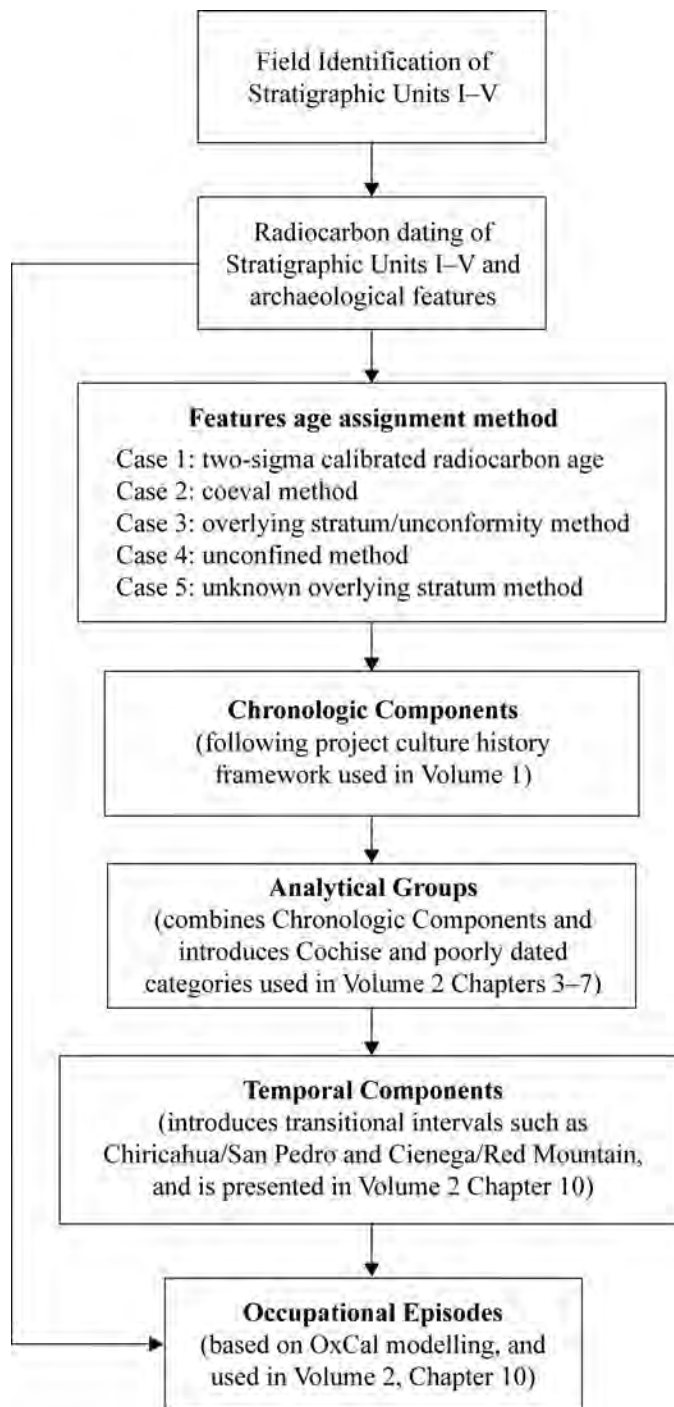 Field Identification of
Stratigraphic Units I–V
Radiocarbon dating of
Stratigraphic Units I–V and
archaeological features
Features age assignment method
Case 1: two-sigma calibrated radiocarbon age
Case 2: coeval method
Case 3: overlying stratum/unconformity method
Case 4: unconfined method
Case 5: unknown overlying stratum method
Chronologic Components
(following project culture history
framework used in Volume 1)
Analytical Groups
(combines Chronologic Components and
introduces Cochise and poorly dated
categories used in Volume 2 Chapters 3–7)
Temporal Components
(introduces transitional intervals such as
Chiricahua/San Pedro and Cienega/Red Mountain,
and is presented in Volume 2 Chapter 10)
Occupational Episodes
(based on OxCal modelling, and
used in Volume 2, Chapter 10)